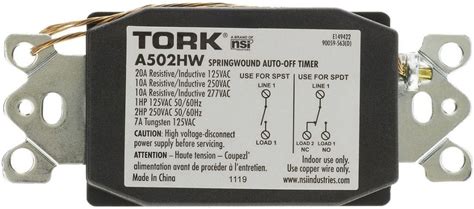 TORK
A BRAND OF nsi
E149422
90059-563(D)
A502HW SPRINGWOUND AUTO-OFF TIMER
20A Resistive/Inductive 125VAC
10A Resistive/Inductive 250VAC
10A Resistive/Inductive 277VAC
1HP 125VAC 50/60Hz
2HP 250VAC 50/60Hz
7A Tungsten 125VAC
USE FOR SPST
LINE 1
LOAD 1
USE FOR SPDT
LINE 1
LOAD 2 LOAD 1
NO NC
CAUTION: High voltage-disconnect
power supply before servicing.
ATTENTION – Haute tension – Coupezl'
alimentation avant de procéder à l'entretien.
Made In China 1119
Indoor use only.
Use copper wire only.
www.nsiindustries.com